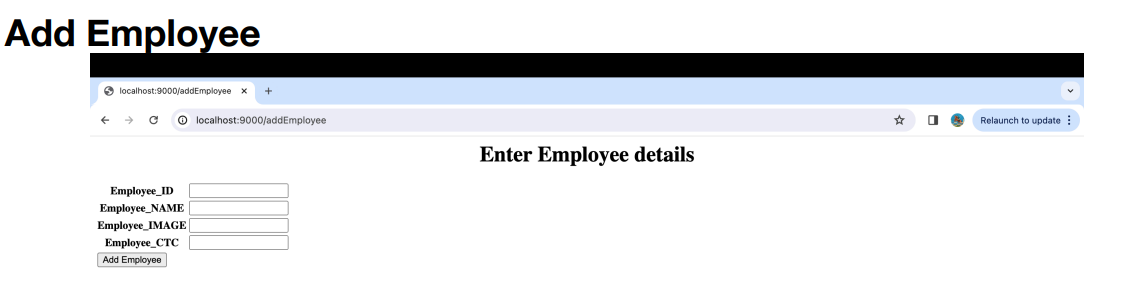 Add Employee
localhost:9000/addEmployee
localhost:9000/addEmployee Relaunch to update
Enter Employee details
Employee_ID
Employee_NAME
Employee_IMAGE
Employee_CTC
Add Employee